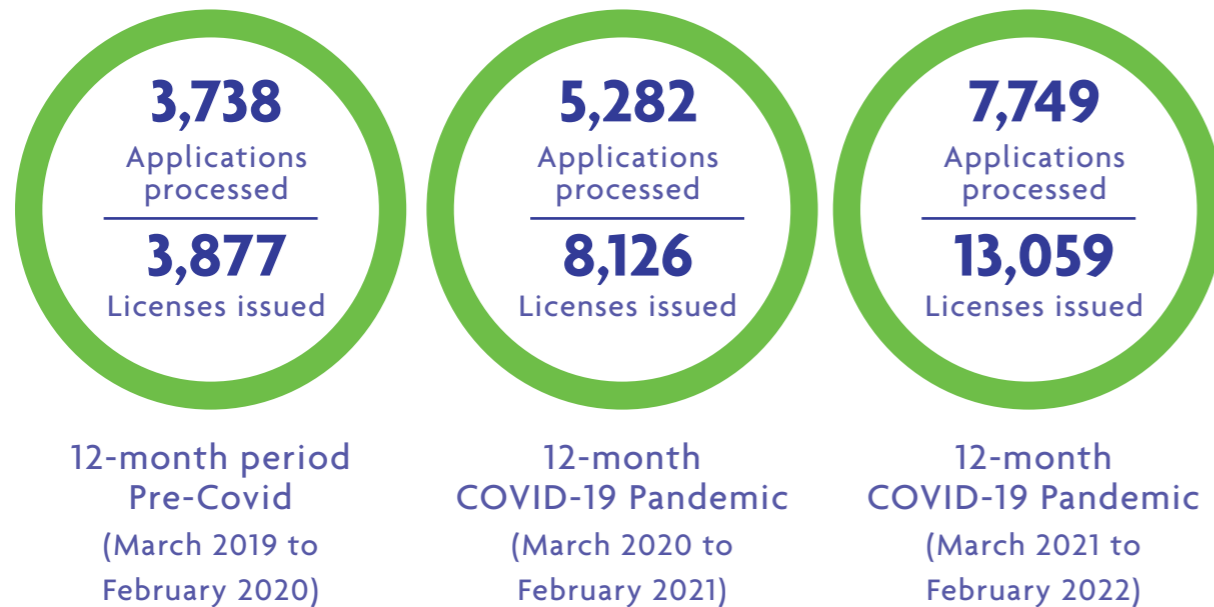 3,738
Applications
processed
3,877
Licenses issued
12-month period
Pre-Covid
(March 2019 to
February 2020)
5,282
Applications
processed
8,126
Licenses issued
12-month
COVID-19 Pandemic
(March 2020 to
February 2021)
7,749
Applications
processed
13,059
Licenses issued
12-month
COVID-19 Pandemic
(March 2021 to
February 2022)